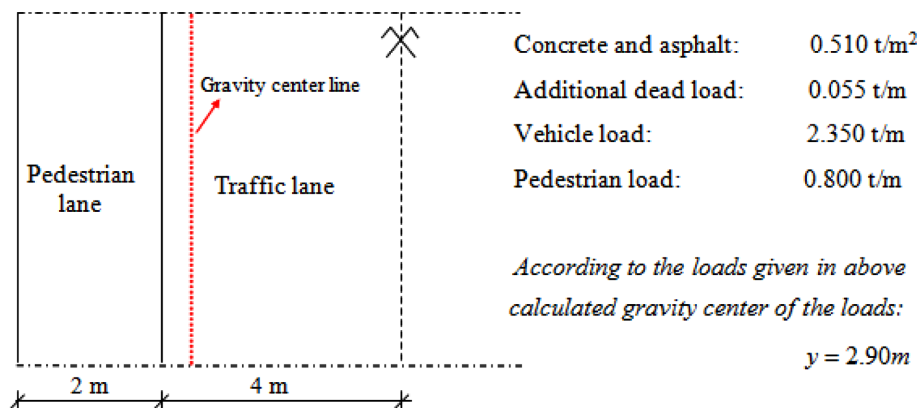 Gravity center line
Pedestrian
lane
Traffic lane
2 m
4 m
Concrete and asphalt: 0.510 t/m²
Additional dead load: 0.055 t/m
Vehicle load: 2.350 t/m
Pedestrian load: 0.800 t/m
According to the loads given in above
calculated gravity center of the loads:
y = 2.90m